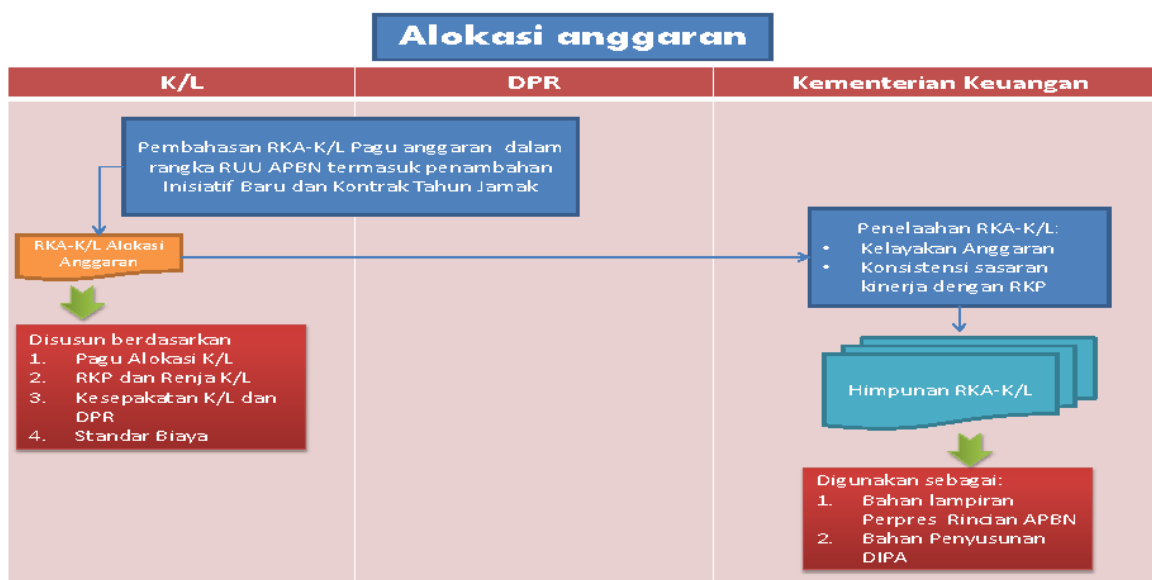 Alokasi anggaran
K/L
DPR
Kementerian Keuangan
Pembahasan RKA-K/L Pagu anggaran dalam
rangka RUU APBN termasuk penambahan
Inisiatif Baru dan Kontrak Tahun Jamak
RKA-K/L Alokasi
Anggaran
Penelaahan RKA-K/L:
• Kelayakan Anggaran
• Konsistensi sasaran
kinerja dengan RKP
Disusun berdasarkan
1. Pagu Alokasi K/L
2. RKP dan Renja K/L
3. Kesepakatan K/L dan
DPR
4. Standar Biaya
Himpunan RKA-K/L
Digunakan sebagai:
1. Bahan lampiran
Perpres Rincian APBN
2. Bahan Penyusunan
DIPA